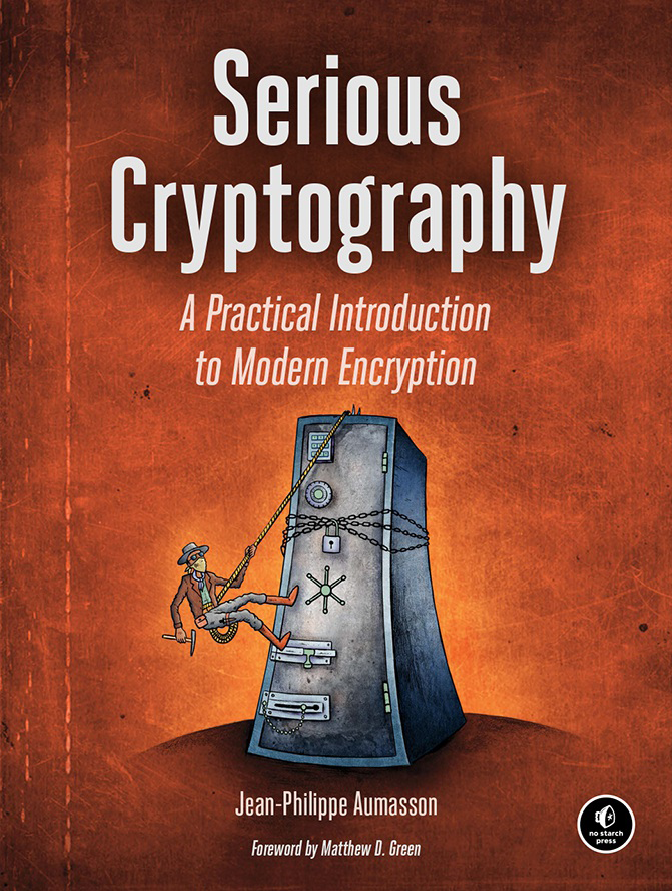 Serious
Cryptography
A Practical Introduction
to Modern Encryption
Jean-Philippe Aumasson
Foreword by Matthew D. Green
no starch
press